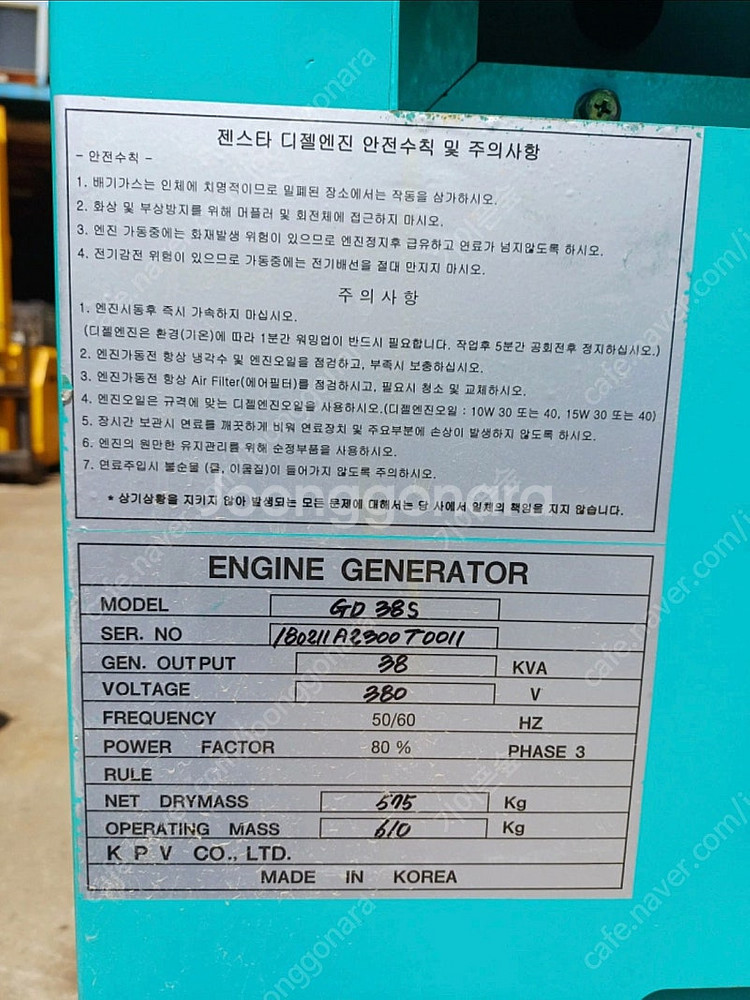 젠스타 디젤엔진 안전수칙 및 주의사항
- 안전수칙 -
1. 배기가스는 인체에 치명적이므로 밀폐된 장소에서는 작동을 삼가하시오.
2. 화상 및 부상방지를 위해 머플러 및 회전체에 접근하지 마시오.
3. 엔진 가동중에는 화재발생 위험이 있으므로 엔진정지후 급유하고 연료가 넘지않도록 하시오.
4. 전기감전 위험이 있으므로 가동중에는 전기배선을 절대 만지지 마시오.
주 의 사 항
1. 엔진시동후 즉시 가속하지 마십시오.
(디젤엔진은 환경(기온)에 따라 1분간 워밍업이 반드시 필요합니다. 작업후 5분간 공회전후 정지하십시오.)
2. 엔진가동전 항상 냉각수 및 엔진오일을 점검하고, 부족시 보충하십시오.
3. 엔진가동전 항상 Air Filter(에어필터)를 점검하시고, 필요시 청소 및 교체하시오.
4. 엔진오일은 규격에 맞는 디젤엔진오일을 사용하시오.(디젤엔진오일 : 10W 30 또는 40, 15W 30 또는 40)
5. 장시간 보관시 연료를 깨끗하게 비워 연료장치 및 주요부분에 손상이 발생하지 않도록 하시오.
6. 엔진의 원만한 유지관리를 위해 순정부품을 사용하시오.
7. 연료주입시 불순물 (물, 이물질)이 들어가지 않도록 주의하시오.
* 상기상황을 지키지 않아 발생되는 모든 문제에 대해서는 당 사에서 일체의 책임을 지지 않습니다.
Joonggonara
ENGINE GENERATOR
MODEL GD 38S
SER. NO 180211A2300T0011
GEN. OUTPUT 38 KVA
VOLTAGE 380 V
FREQUENCY 50/60 HZ
POWER FACTOR 80 % PHASE 3
RULE
NET DRYMASS 575 Kg
OPERATING MASS 610 Kg
K P V CO., LTD.
MADE IN KOREA